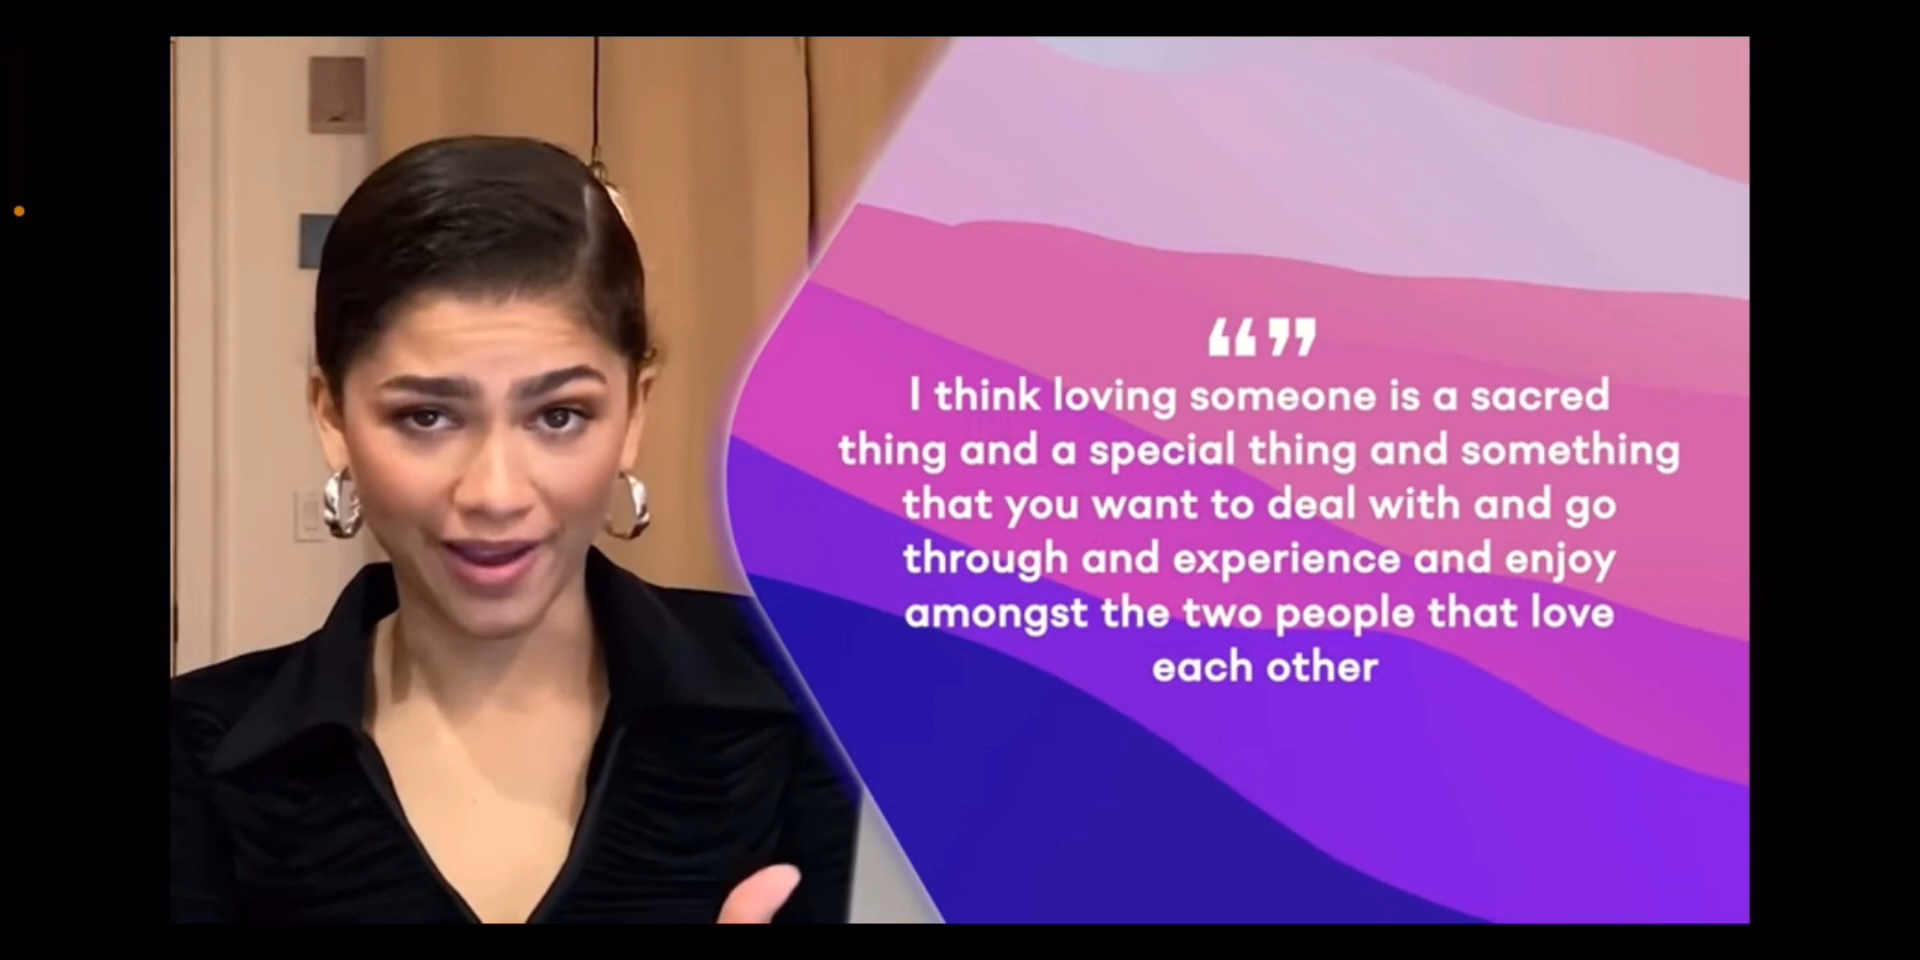 “”
I think loving someone is a sacred
thing and a special thing and something
that you want to deal with and go
through and experience and enjoy
amongst the two people that love
each other